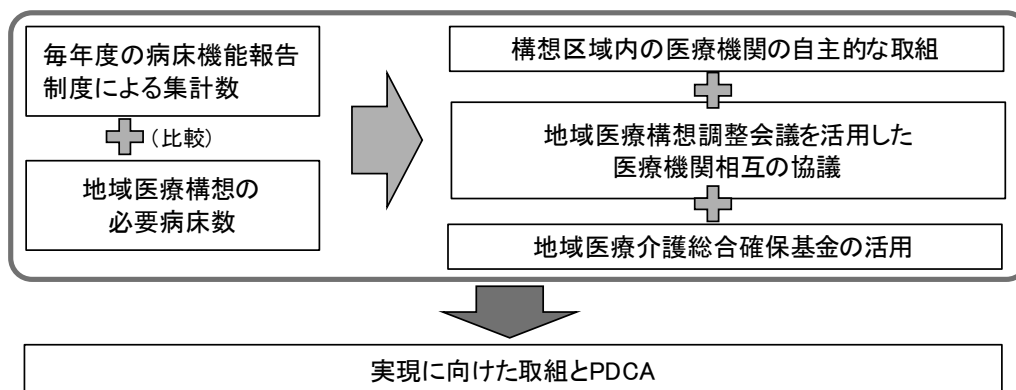 毎年度の病床機能報告
制度による集計数
(比較)
地域医療構想の
必要病床数
構想区域内の医療機関の自主的な取組
地域医療構想調整会議を活用した
医療機関相互の協議
地域医療介護総合確保基金の活用
実現に向けた取組とPDCA